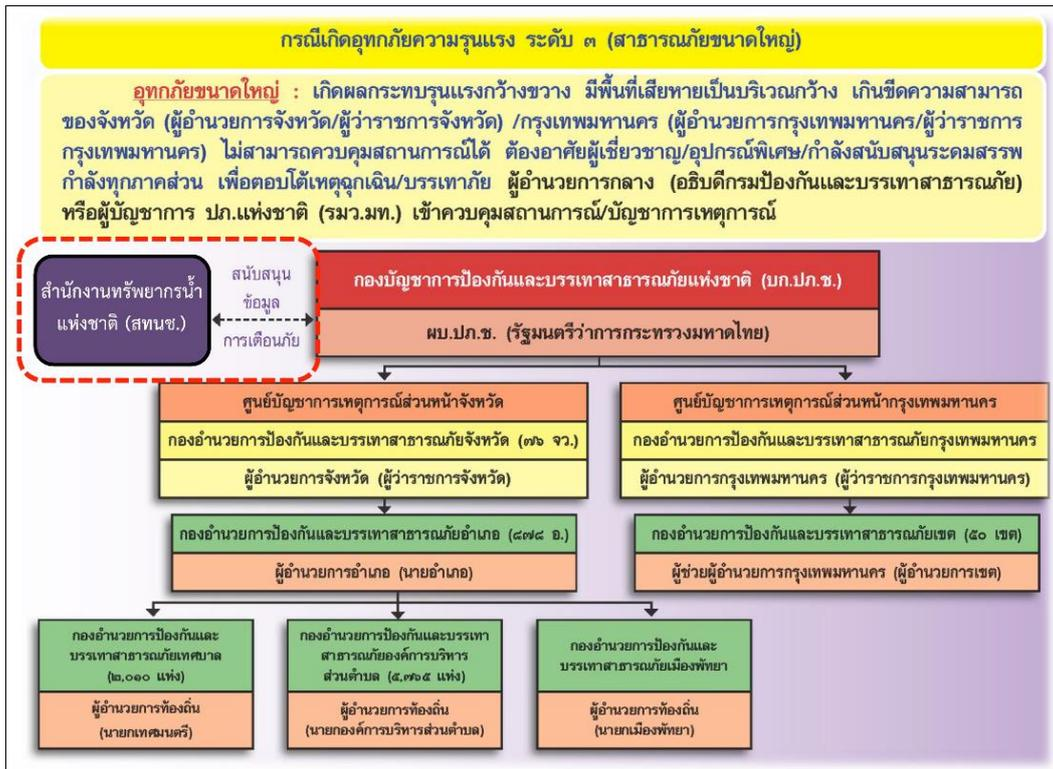 กรณีเกิดอุทกภัยความรุนแรง ระดับ ๓ (สาธารณภัยขนาดใหญ่)
อุทกภัยขนาดใหญ่ : เกิดผลกระทบรุนแรงกว้างขวาง มีพื้นที่เสียหายเป็นบริเวณกว้าง เกินขีดความสามารถ
ของจังหวัด (ผู้อำนวยการจังหวัด/ผู้ว่าราชการจังหวัด) /กรุงเทพมหานคร (ผู้อำนวยการกรุงเทพมหานคร/ผู้ว่าราชการ
กรุงเทพมหานคร) ไม่สามารถควบคุมสถานการณ์ได้ ต้องอาศัยผู้เชี่ยวชาญ/อุปกรณ์พิเศษ/กำลังสนับสนุนระดมสรรพ
กำลังทุกภาคส่วน เพื่อตอบโต้เหตุฉุกเฉิน/บรรเทาภัย ผู้อำนวยการกลาง (อธิบดีกรมป้องกันและบรรเทาสาธารณภัย)
หรือผู้บัญชาการ ปภ.แห่งชาติ (รมว.มท.) เข้าควบคุมสถานการณ์/บัญชาการเหตุการณ์
สำนักงานทรัพยากรน้ำ
แห่งชาติ (สทนช.)
สนับสนุน
ข้อมูล
การเตือนภัย
กองบัญชาการป้องกันและบรรเทาสาธารณภัยแห่งชาติ (บก.ปภ.ช.)
ผบ.ปภ.ช. (รัฐมนตรีว่าการกระทรวงมหาดไทย)
ศูนย์บัญชาการเหตุการณ์ส่วนหน้าจังหวัด
กองอำนวยการป้องกันและบรรเทาสาธารณภัยจังหวัด (๗๖ จว.)
ผู้อำนวยการจังหวัด (ผู้ว่าราชการจังหวัด)
ศูนย์บัญชาการเหตุการณ์ส่วนหน้ากรุงเทพมหานคร
กองอำนวยการป้องกันและบรรเทาสาธารณภัยกรุงเทพมหานคร
ผู้อำนวยการกรุงเทพมหานคร (ผู้ว่าราชการกรุงเทพมหานคร)
กองอำนวยการป้องกันและบรรเทาสาธารณภัยอำเภอ (๘๗๘ อ.)
ผู้อำนวยการอำเภอ (นายอำเภอ)
กองอำนวยการป้องกันและบรรเทาสาธารณภัยเขต (๕๐ เขต)
ผู้ช่วยผู้อำนวยการกรุงเทพมหานคร (ผู้อำนวยการเขต)
กองอำนวยการป้องกันและ
บรรเทาสาธารณภัยเทศบาล
(๒,๐๑๐ แห่ง)
ผู้อำนวยการท้องถิ่น
(นายกเทศมนตรี)
กองอำนวยการป้องกันและบรรเทา
สาธารณภัยองค์การบริหาร
ส่วนตำบล (๕,๗๖๕ แห่ง)
ผู้อำนวยการท้องถิ่น
(นายกองค์การบริหารส่วนตำบล)
กองอำนวยการป้องกันและ
บรรเทาสาธารณภัยเมืองพัทยา
ผู้อำนวยการท้องถิ่น
(นายกเมืองพัทยา)